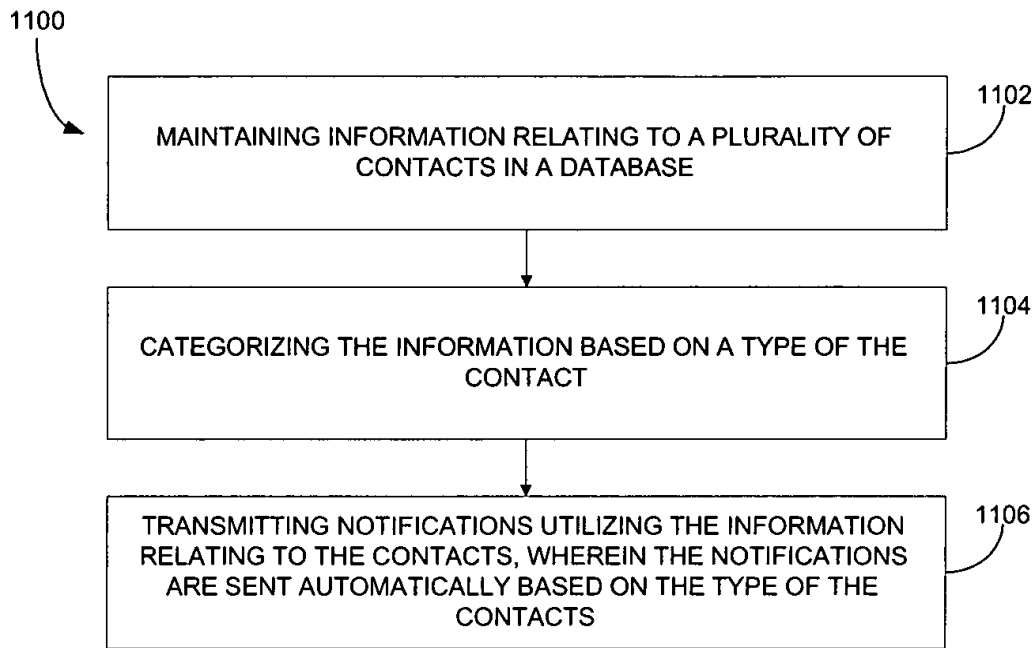 1100
1102
MAINTAINING INFORMATION RELATING TO A PLURALITY OF
CONTACTS IN A DATABASE
1104
CATEGORIZING THE INFORMATION BASED ON A TYPE OF THE
CONTACT
1106
TRANSMITTING NOTIFICATIONS UTILIZING THE INFORMATION
RELATING TO THE CONTACTS, WHEREIN THE NOTIFICATIONS
ARE SENT AUTOMATICALLY BASED ON THE TYPE OF THE
CONTACTS